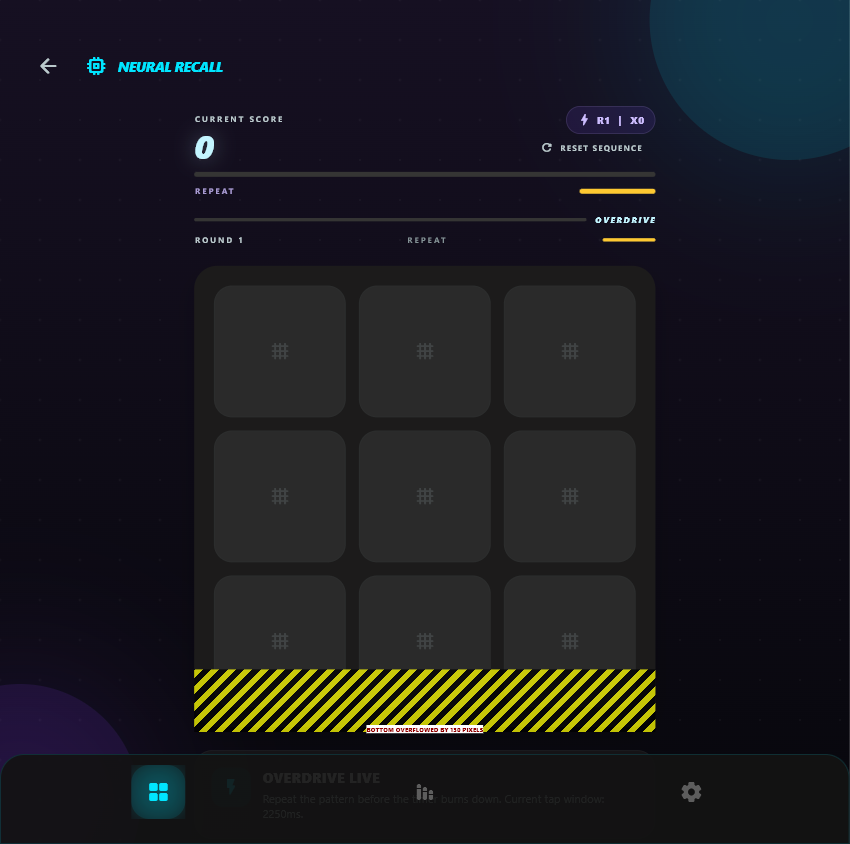 NEURAL RECALL
CURRENT SCORE
R1 | X0
0
RESET SEQUENCE
REPEAT
OVERDRIVE
ROUND 1
REPEAT
BOTTOM OVERFLOWED BY 150 PIXELS
OVERDRIVE LIVE
Repeat the pattern before the burns down. Current tap window:
2250ms.